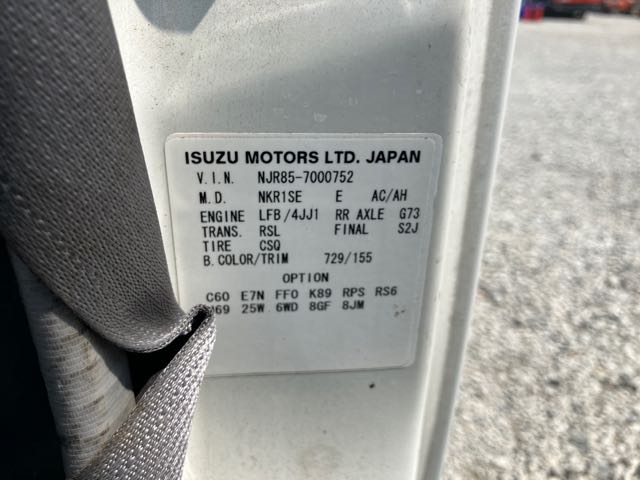 ISUZU MOTORS LTD. JAPAN
V.I.N. NJR85-7000752
M.D. NKR1SE E AC/AH
ENGINE LFB/4JJ1 RR AXLE G73
TRANS. RSL FINAL S2J
TIRE CSQ
B.COLOR/TRIM 729/155
OPTION
C60 E7N FF0 K89 RPS RS6
25W 6WD 8GF 8JM